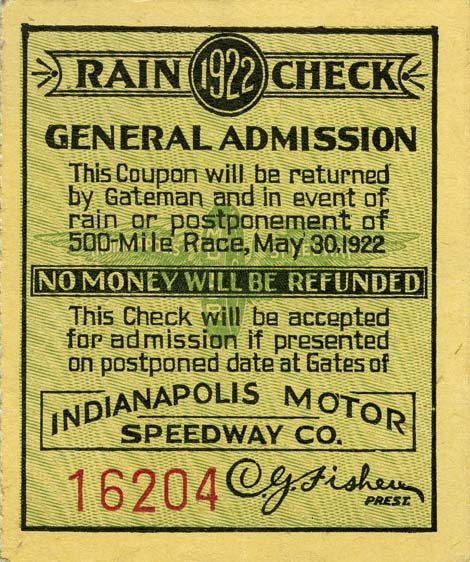 RAIN 1922 CHECK
GENERAL ADMISSION
This Coupon will be returned
by Gateman and in event of
rain or postponement of
500-Mile Race, May 30, 1922
NO MONEY WILL BE REFUNDED
This Check will be accepted
for admission if presented
on postponed date at Gates of
INDIANAPOLIS MOTOR
SPEEDWAY CO.
16204 C.G. Fisher
PREST.